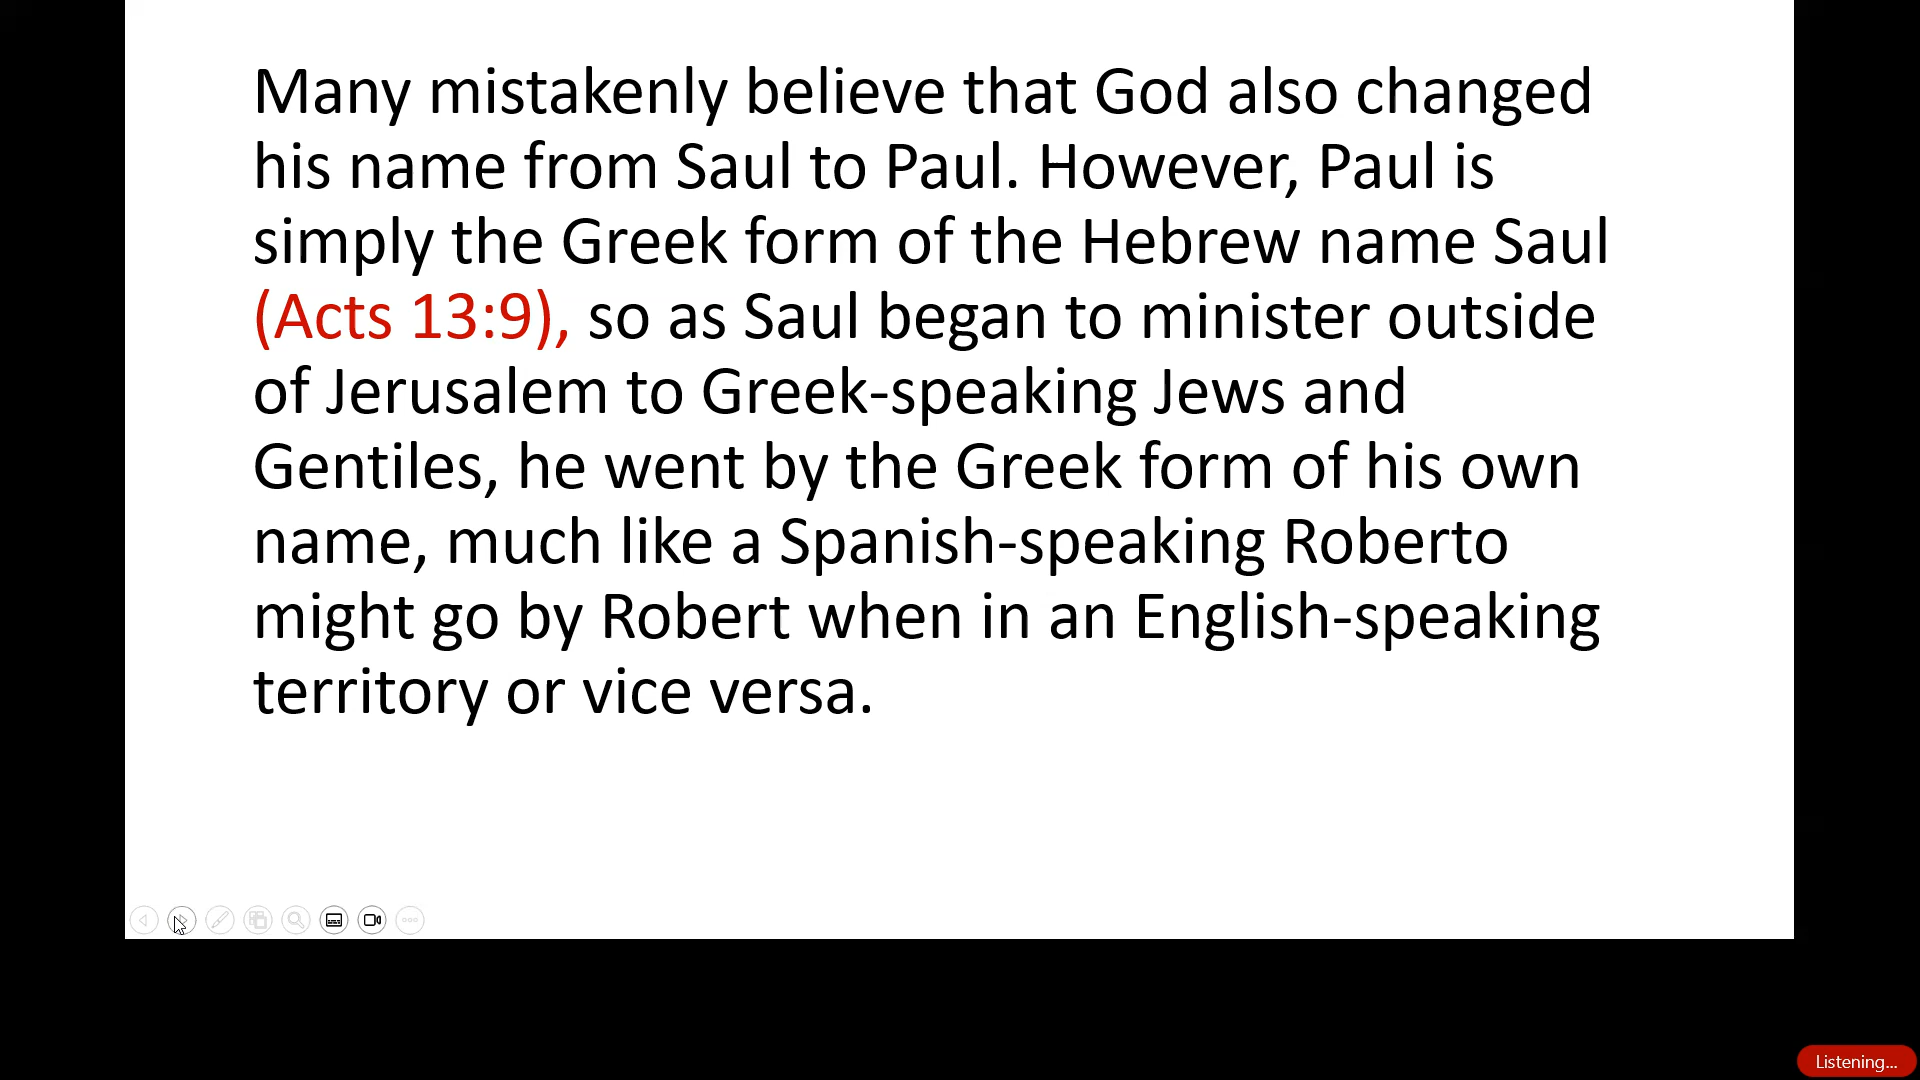 Many mistakenly believe that God also changed
his name from Saul to Paul. However, Paul is
simply the Greek form of the Hebrew name Saul
(Acts 13:9), so as Saul began to minister outside
of Jerusalem to Greek-speaking Jews and
Gentiles, he went by the Greek form of his own
name, much like a Spanish-speaking Roberto
might go by Robert when in an English-speaking
territory or vice versa.
Listening...